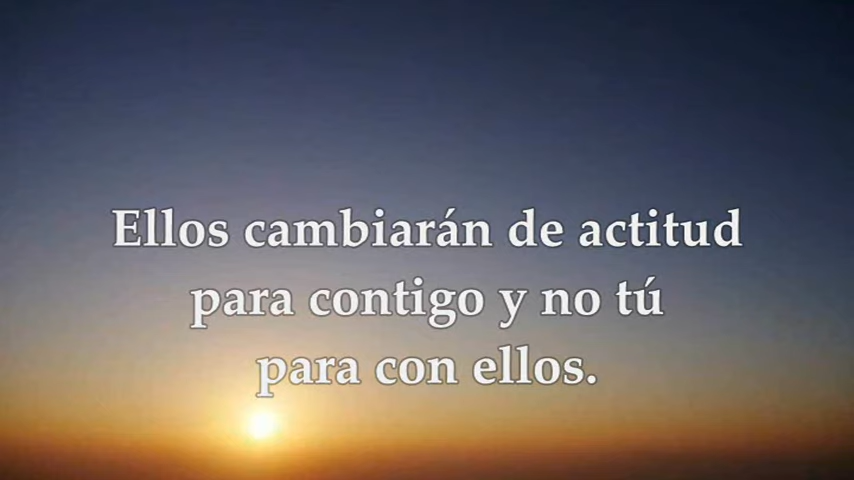 Ellos cambiarán de actitud
para contigo y no tú
para con ellos.